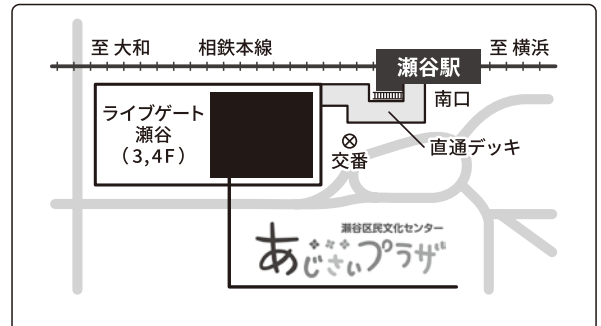 至 大和
相鉄本線
瀬谷駅
至 横浜
南口
ライブゲート
瀬谷
（3,4F）
交番
直通デッキ
瀬谷区民文化センター
あじさいプラザ